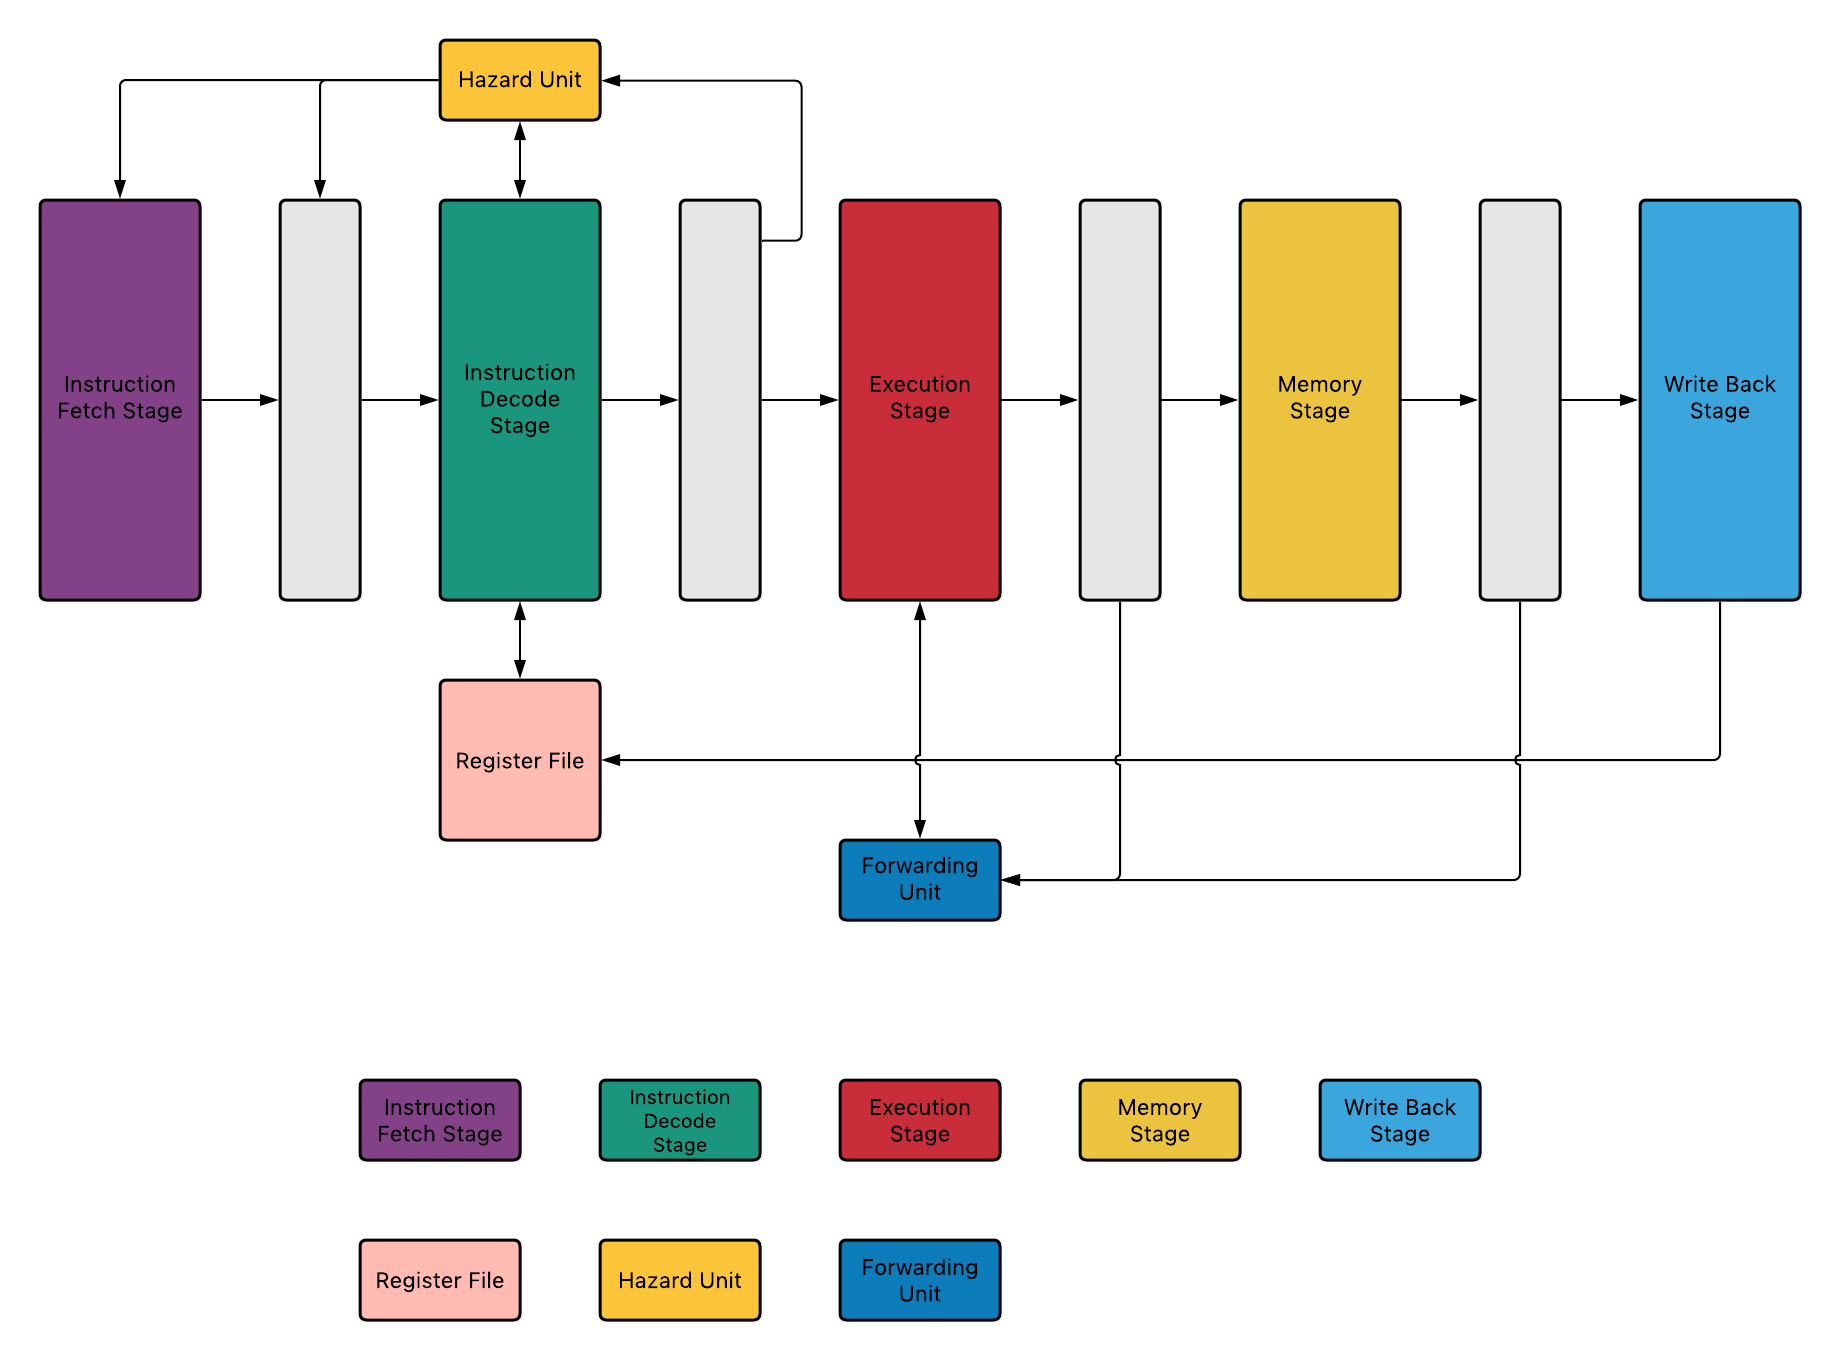 Hazard Unit
Instruction
Fetch Stage
Instruction
Decode
Stage
Execution
Stage
Memory
Stage
Write Back
Stage
Register File
Forwarding
Unit
Instruction
Fetch Stage
Instruction
Decode
Stage
Execution
Stage
Memory
Stage
Write Back
Stage
Register File
Hazard Unit
Forwarding
Unit